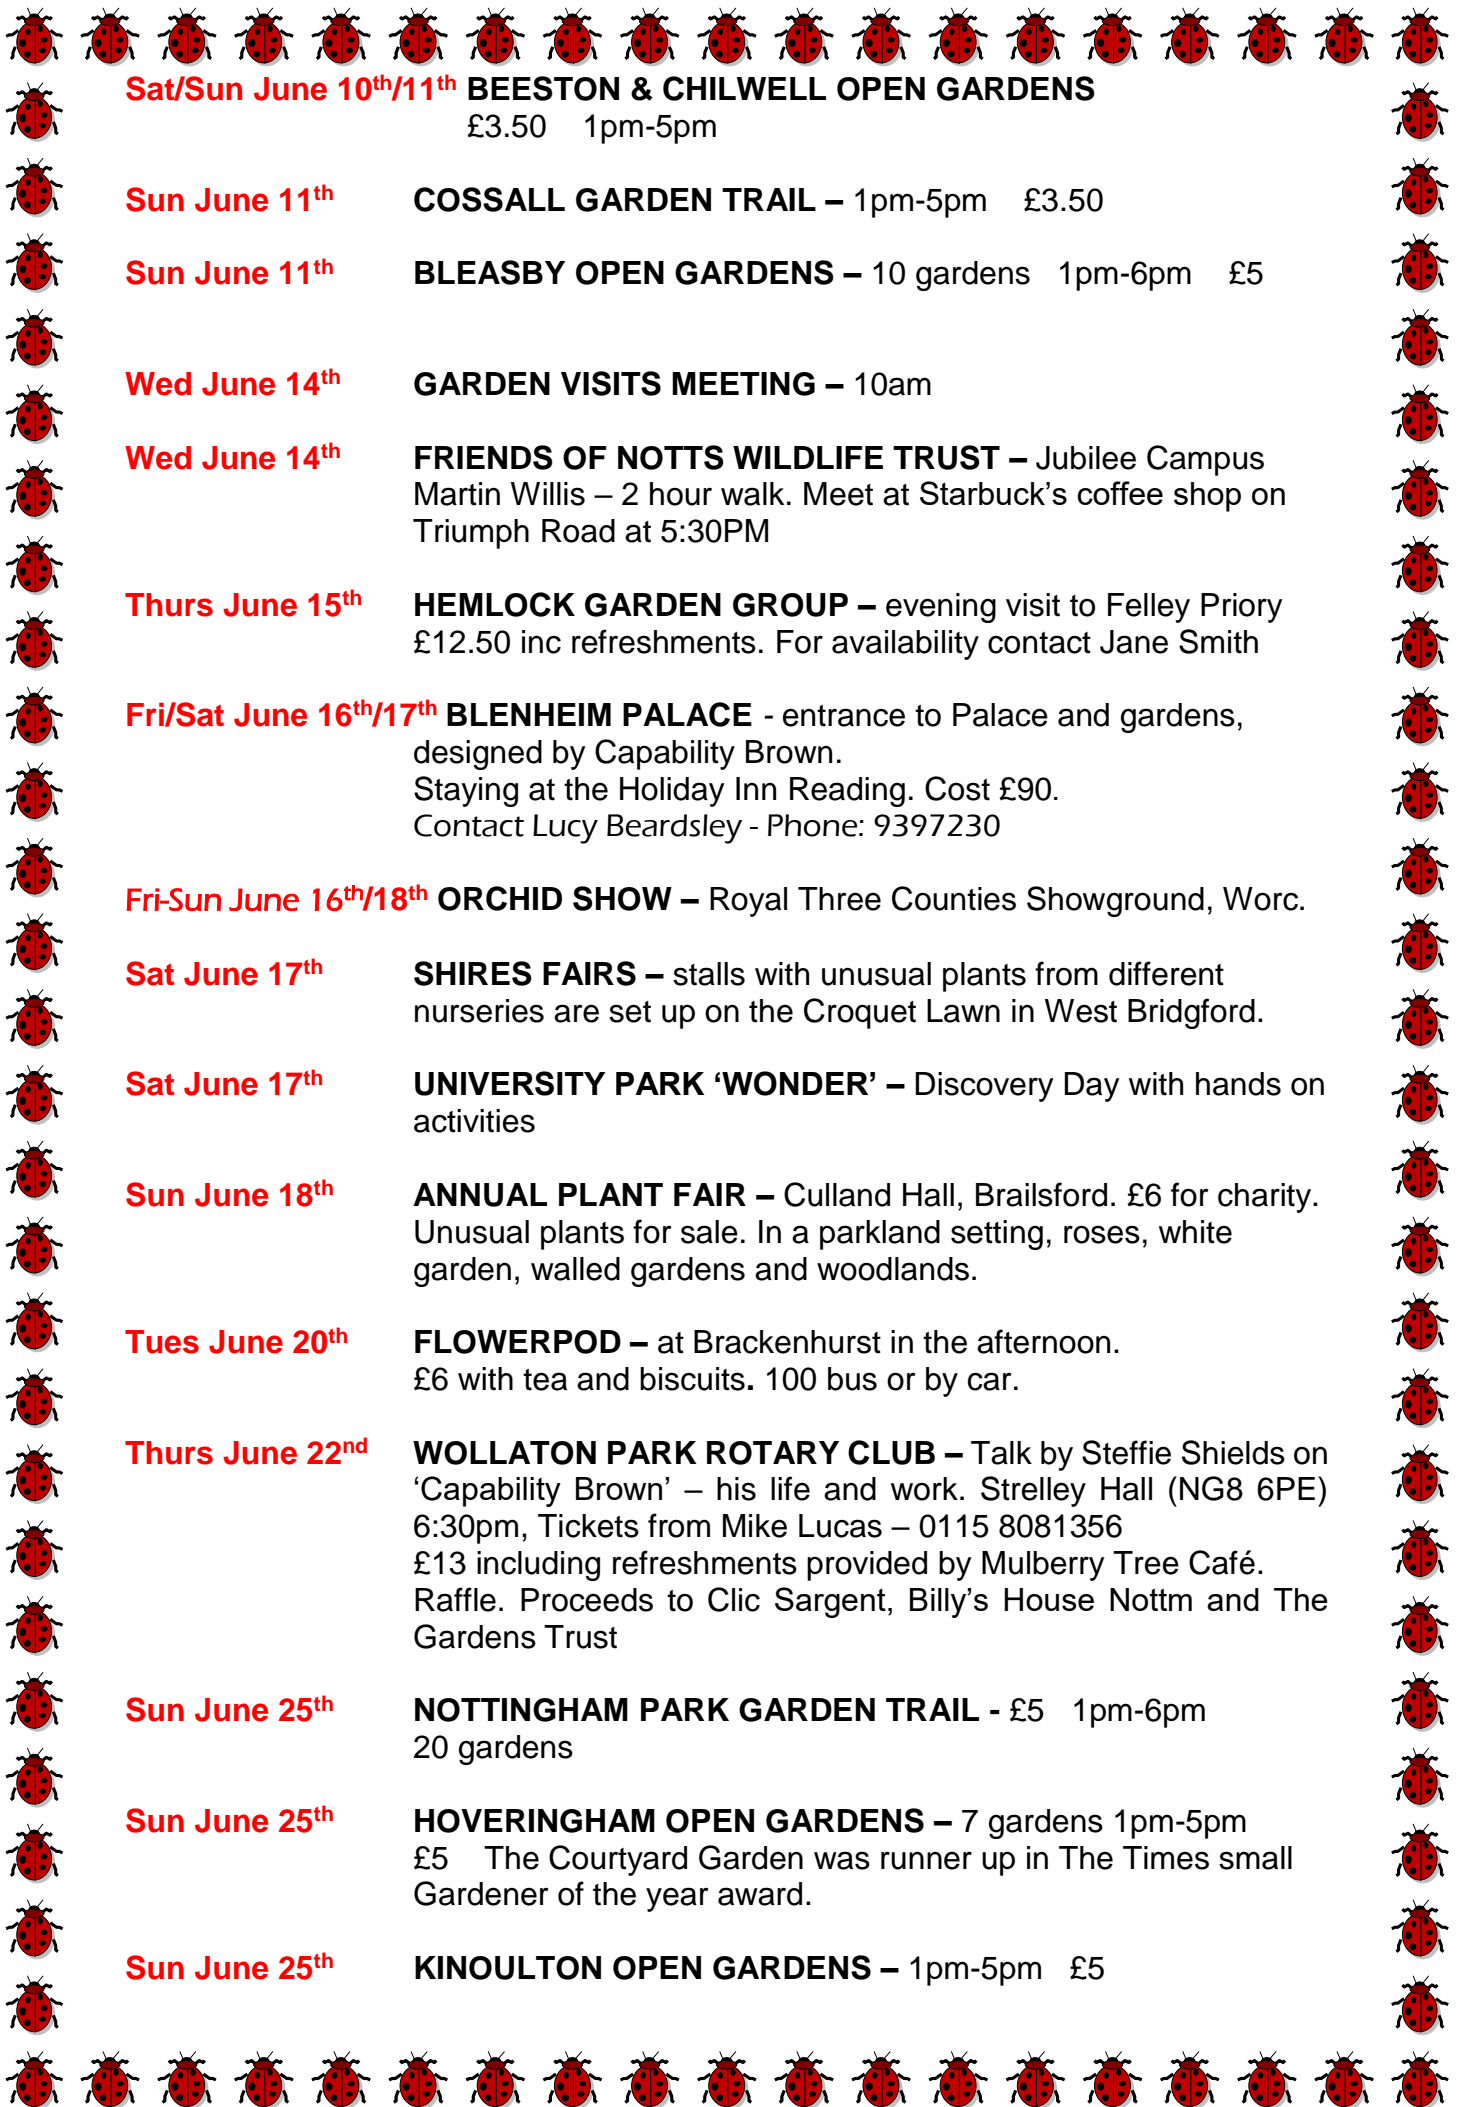 Sat/Sun June 10th/11th BEESTON & CHILWELL OPEN GARDENS
£3.50 1pm-5pm
Sun June 11th COSSALL GARDEN TRAIL – 1pm-5pm £3.50
Sun June 11th BLEASBY OPEN GARDENS – 10 gardens 1pm-6pm £5
Wed June 14th GARDEN VISITS MEETING – 10am
Wed June 14th FRIENDS OF NOTTS WILDLIFE TRUST – Jubilee Campus
Martin Willis – 2 hour walk. Meet at Starbuck’s coffee shop on
Triumph Road at 5:30PM
Thurs June 15th HEMLOCK GARDEN GROUP – evening visit to Felley Priory
£12.50 inc refreshments. For availability contact Jane Smith
Fri/Sat June 16th/17th BLENHEIM PALACE - entrance to Palace and gardens,
designed by Capability Brown.
Staying at the Holiday Inn Reading. Cost £90.
Contact Lucy Beardsley - Phone: 9397230
Fri-Sun June 16th/18th ORCHID SHOW – Royal Three Counties Showground, Worc.
Sat June 17th SHIRES FAIRS – stalls with unusual plants from different
nurseries are set up on the Croquet Lawn in West Bridgford.
Sat June 17th UNIVERSITY PARK ‘WONDER’ – Discovery Day with hands on
activities
Sun June 18th ANNUAL PLANT FAIR – Culland Hall, Brailsford. £6 for charity.
Unusual plants for sale. In a parkland setting, roses, white
garden, walled gardens and woodlands.
Tues June 20th FLOWERPOD – at Brackenhurst in the afternoon.
£6 with tea and biscuits. 100 bus or by car.
Thurs June 22nd WOLLATON PARK ROTARY CLUB – Talk by Steffie Shields on
‘Capability Brown’ – his life and work. Strelley Hall (NG8 6PE)
6:30pm, Tickets from Mike Lucas – 0115 8081356
£13 including refreshments provided by Mulberry Tree Café.
Raffle. Proceeds to Clic Sargent, Billy’s House Nottm and The
Gardens Trust
Sun June 25th NOTTINGHAM PARK GARDEN TRAIL - £5 1pm-6pm
20 gardens
Sun June 25th HOVERINGHAM OPEN GARDENS – 7 gardens 1pm-5pm
£5 The Courtyard Garden was runner up in The Times small
Gardener of the year award.
Sun June 25th KINOULTON OPEN GARDENS – 1pm-5pm £5